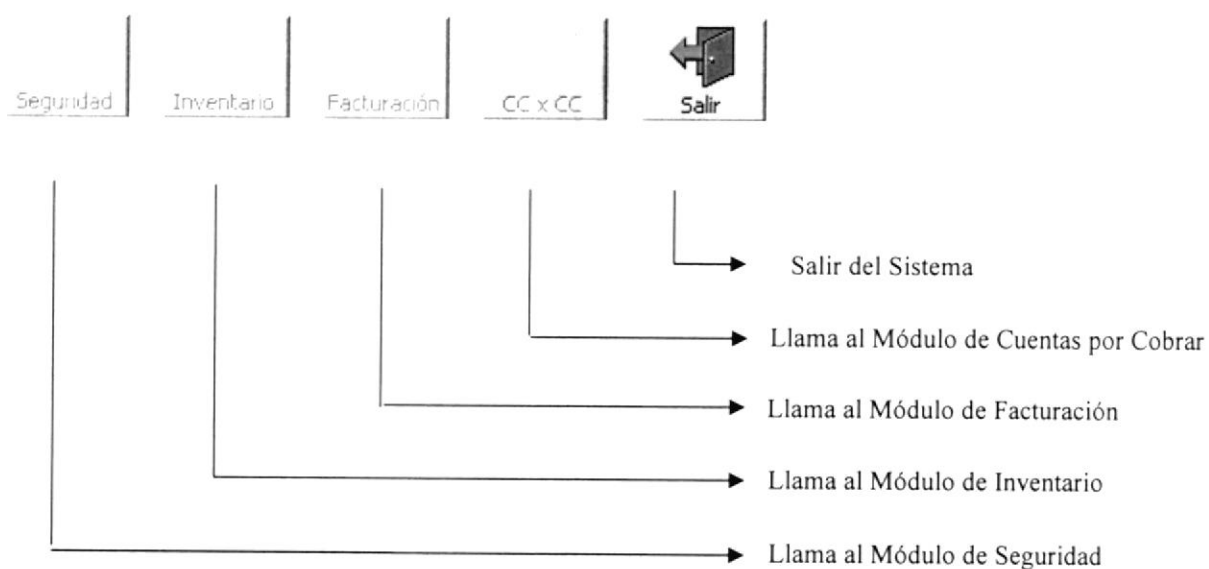 Seguridad
Inventario
Facturación
CC x CC
Salir
Salir del Sistema
Llama al Módulo de Cuentas por Cobrar
Llama al Módulo de Facturación
Llama al Módulo de Inventario
Llama al Módulo de Seguridad